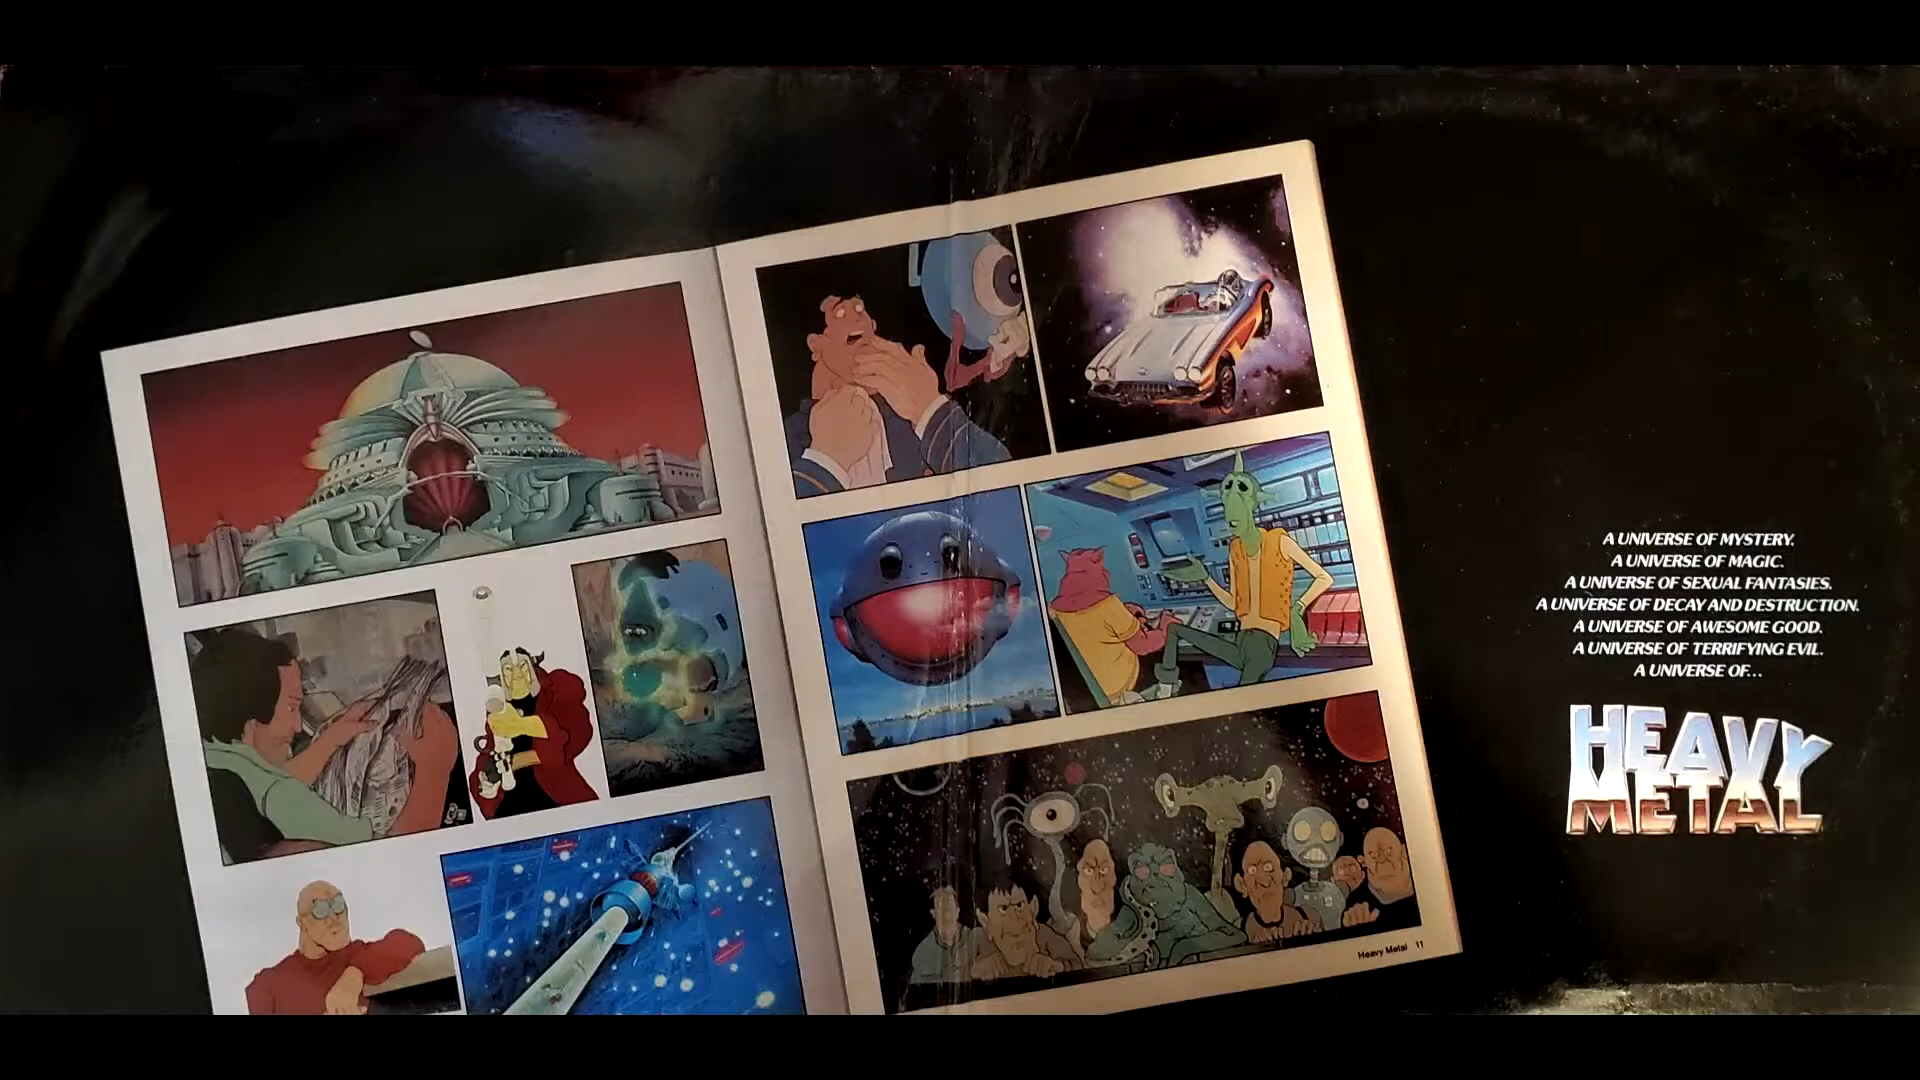 A UNIVERSE OF MYSTERY.
A UNIVERSE OF MAGIC.
A UNIVERSE OF SEXUAL FANTASIES.
A UNIVERSE OF DECAY AND DESTRUCTION.
A UNIVERSE OF AWESOME GOOD.
A UNIVERSE OF TERRIFYING EVIL.
A UNIVERSE OF...
HEAVY
METAL
Heavy Metal 11